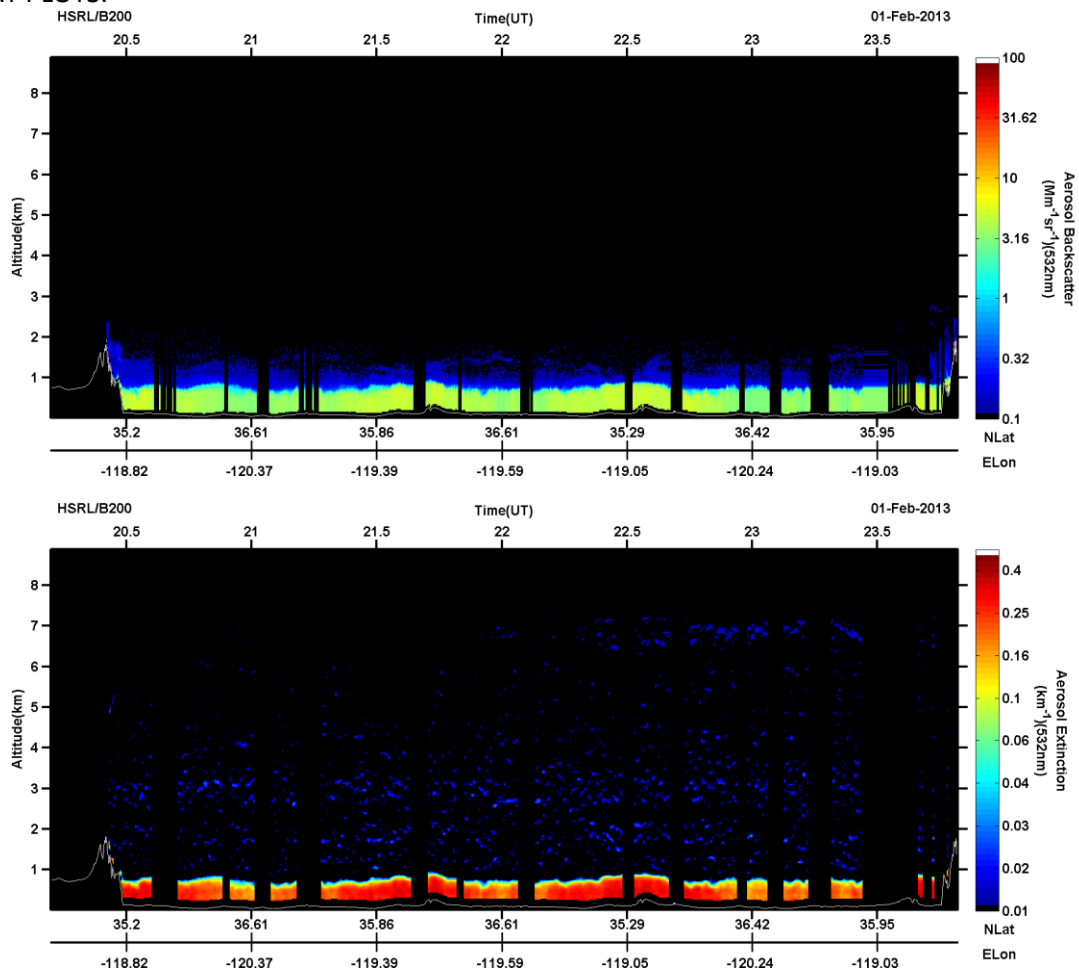 PLOTS:
HSRL/B200 Time(UT) 01-Feb-2013
20.5 21 21.5 22 22.5 23 23.5
Altitude(km)
8
7
6
5
4
3
2
1
35.2 36.61 35.86 36.61 35.29 36.42 35.95 NLat
-118.82 -120.37 -119.39 -119.59 -119.05 -120.24 -119.03 ELon
100
31.62
10
3.16
1
0.32
0.1
Aerosol Backscatter
(Mm⁻¹sr⁻¹)(532nm)
HSRL/B200 Time(UT) 01-Feb-2013
20.5 21 21.5 22 22.5 23 23.5
Altitude(km)
8
7
6
5
4
3
2
1
35.2 36.61 35.86 36.61 35.29 36.42 35.95 NLat
-118.82 -120.37 -119.39 -119.59 -119.05 -120.24 -119.03 ELon
0.4
0.25
0.16
0.1
0.06
0.04
0.03
0.02
0.01
Aerosol Extinction
(km⁻¹)(532nm)